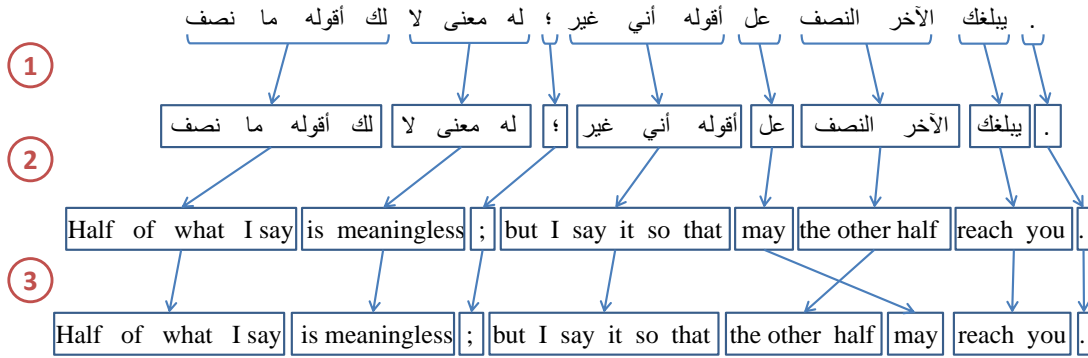 نصف ما أقوله لك لا معنى له ؛ غير أني أقوله عل النصف الآخر يبلغك .
1
نصف ما أقوله لك لا معنى له ؛ غير أني أقوله عل النصف الآخر يبلغك .
2
Half of what I say is meaningless ; but I say it so that may the other half reach you .
3
Half of what I say is meaningless ; but I say it so that the other half may reach you .